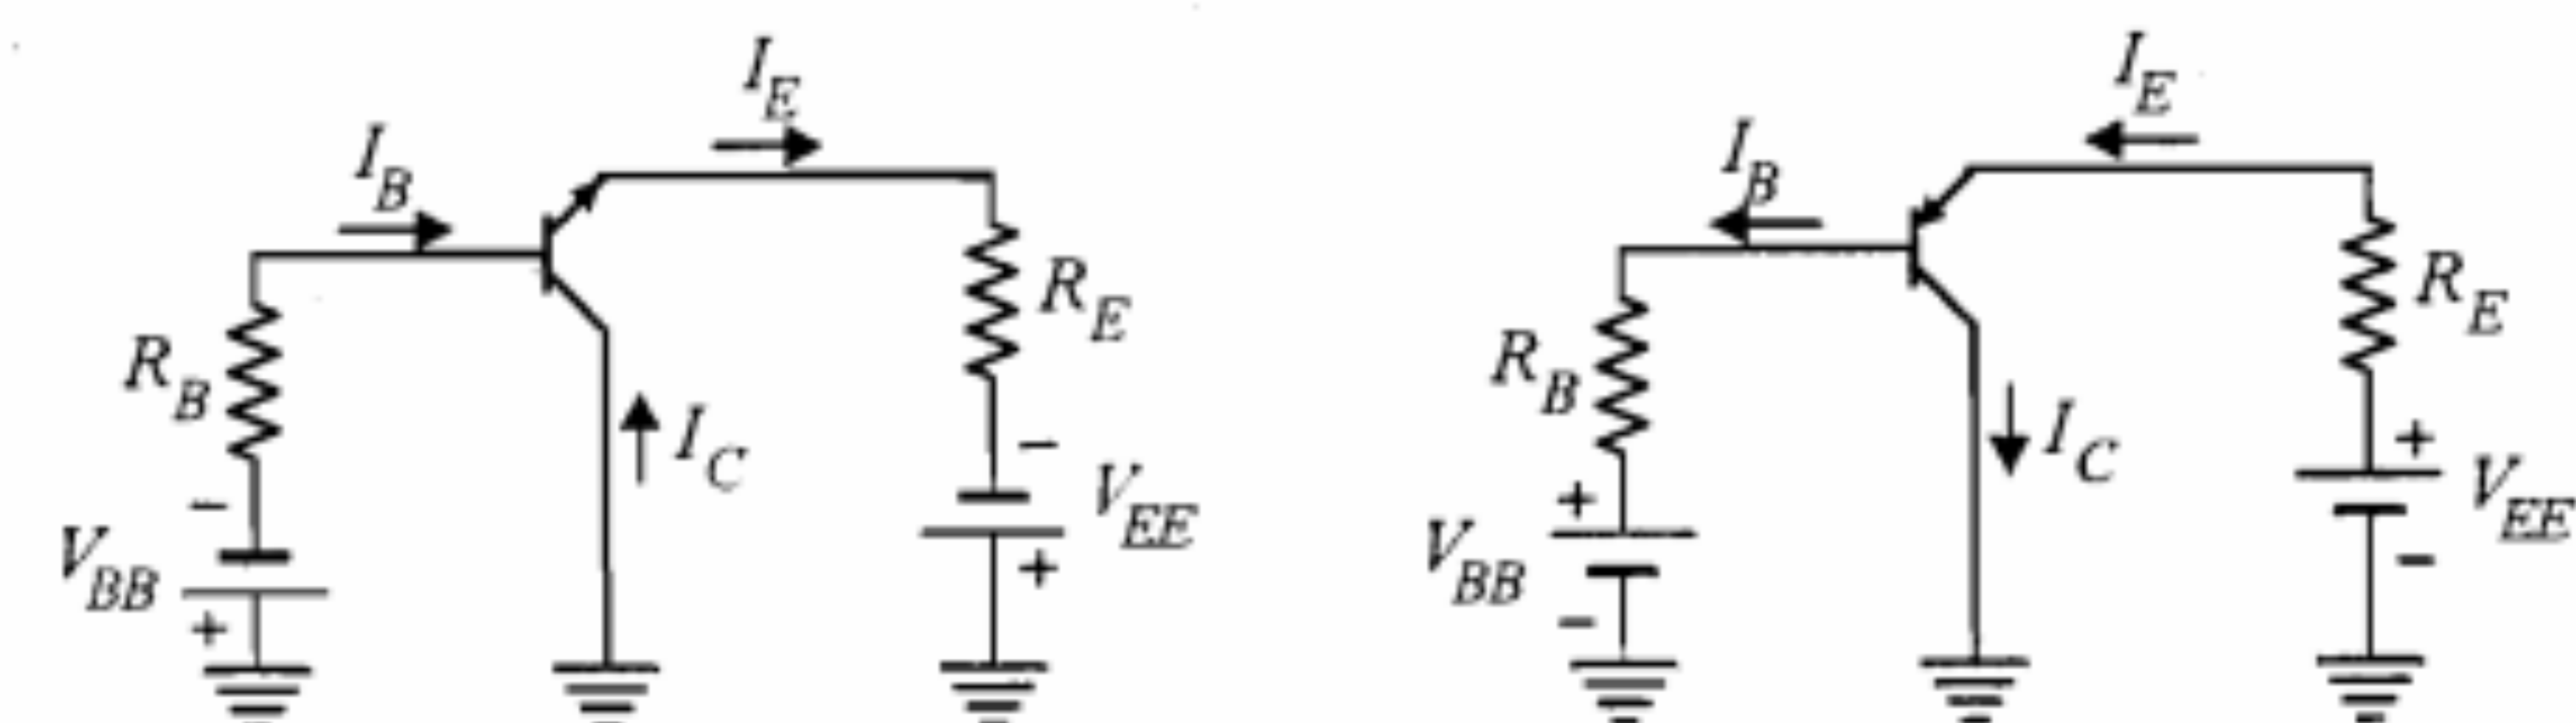 I_E
I_B
R_E
R_B
I_C
−
V_EE
+
−
V_BB
+
I_E
I_B
R_E
R_B
I_C
+
V_EE
−
+
V_BB
−